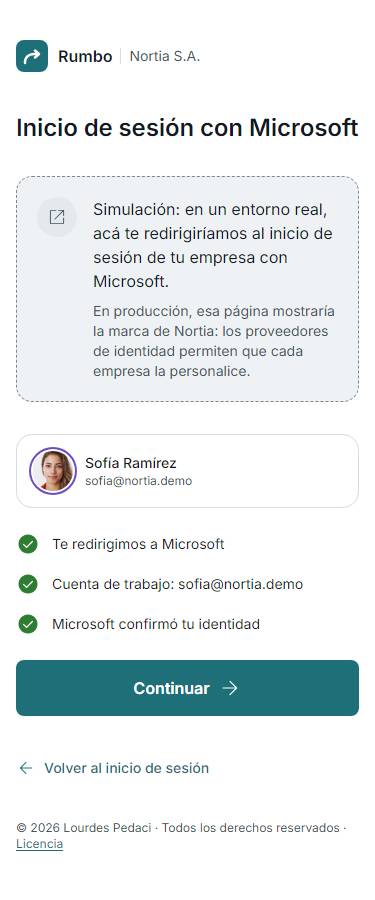 Rumbo | Nortia S.A.
Inicio de sesión con Microsoft
Simulación: en un entorno real,
acá te redirigiríamos al inicio de
sesión de tu empresa con
Microsoft.
En producción, esa página mostraría
la marca de Nortia: los proveedores
de identidad permiten que cada
empresa la personalice.
Sofía Ramírez
sofia@nortia.demo
Te redirigimos a Microsoft
Cuenta de trabajo: sofia@nortia.demo
Microsoft confirmó tu identidad
Continuar
Volver al inicio de sesión
© 2026 Lourdes Pedaci · Todos los derechos reservados ·
Licencia